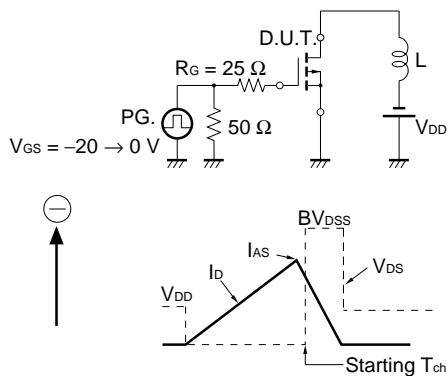 D.U.T.
L
RG = 25 Ω
PG.
50 Ω
VDD
VGS = −20 → 0 V
−
BVDSS
IAS
ID
VDS
VDD
Starting Tch